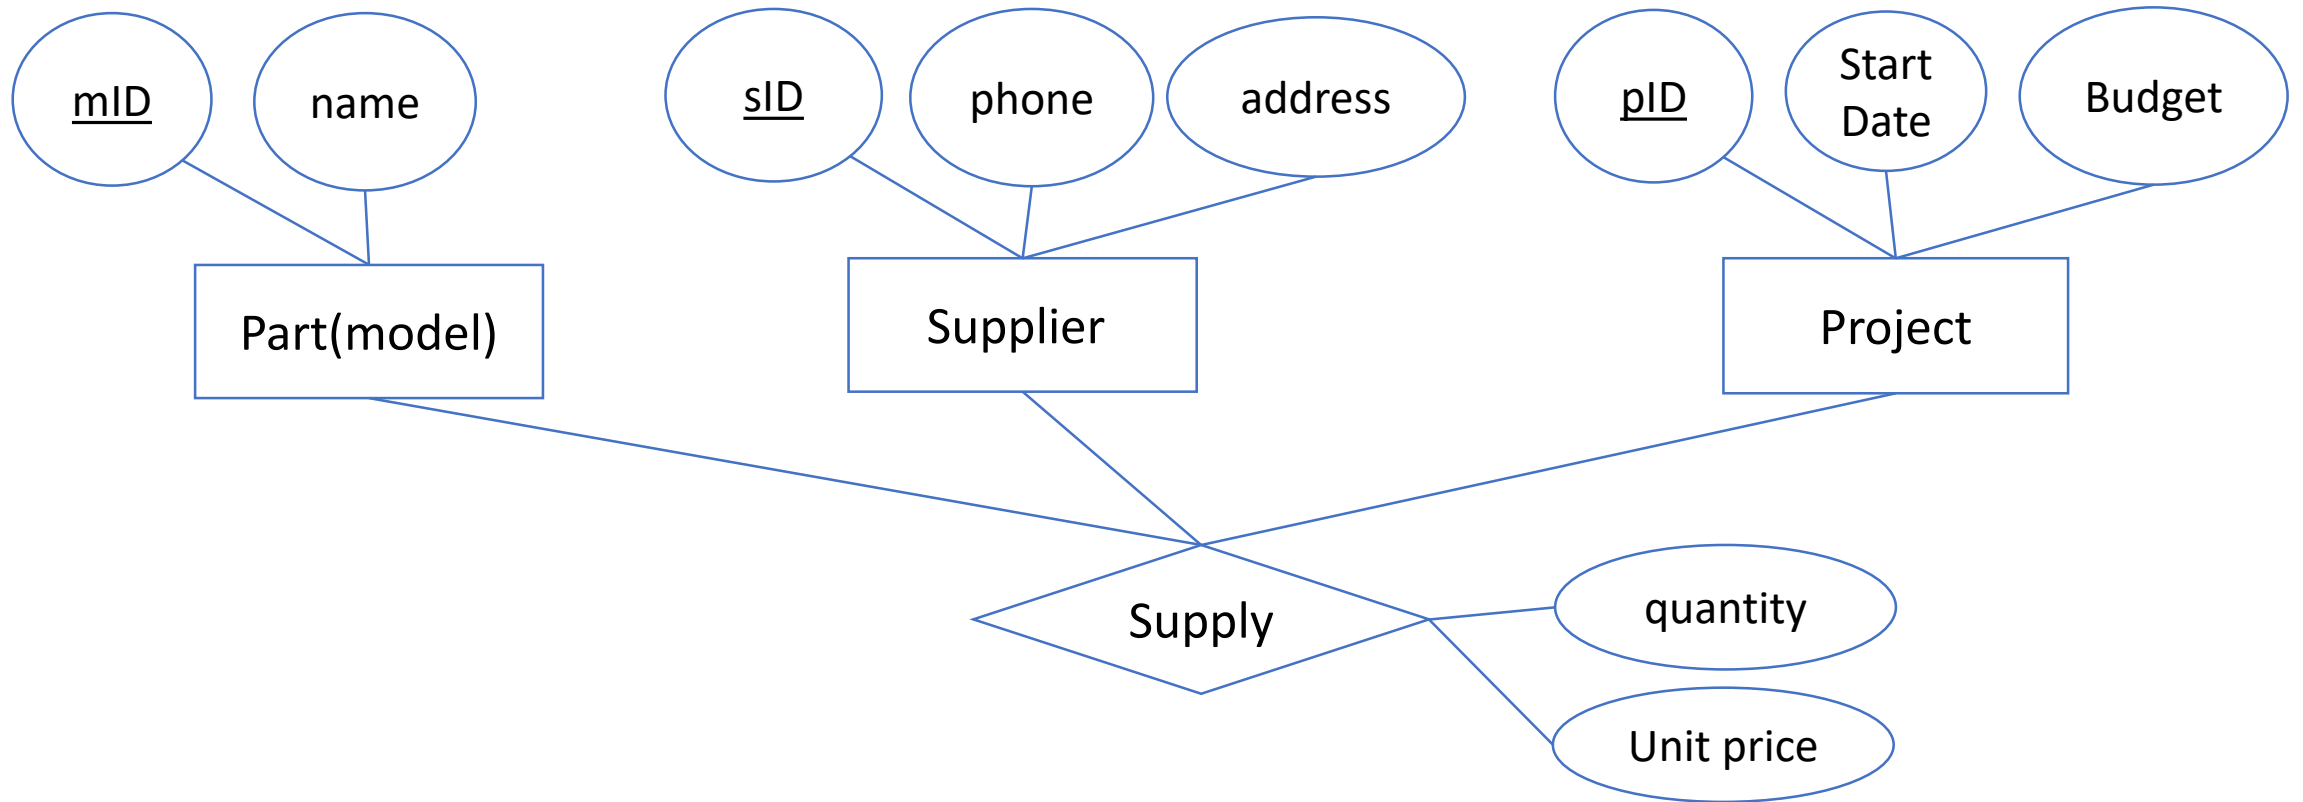 mID
name
sID
phone
address
pID
Start
Date
Budget
Part(model)
Supplier
Project
Supply
quantity
Unit price